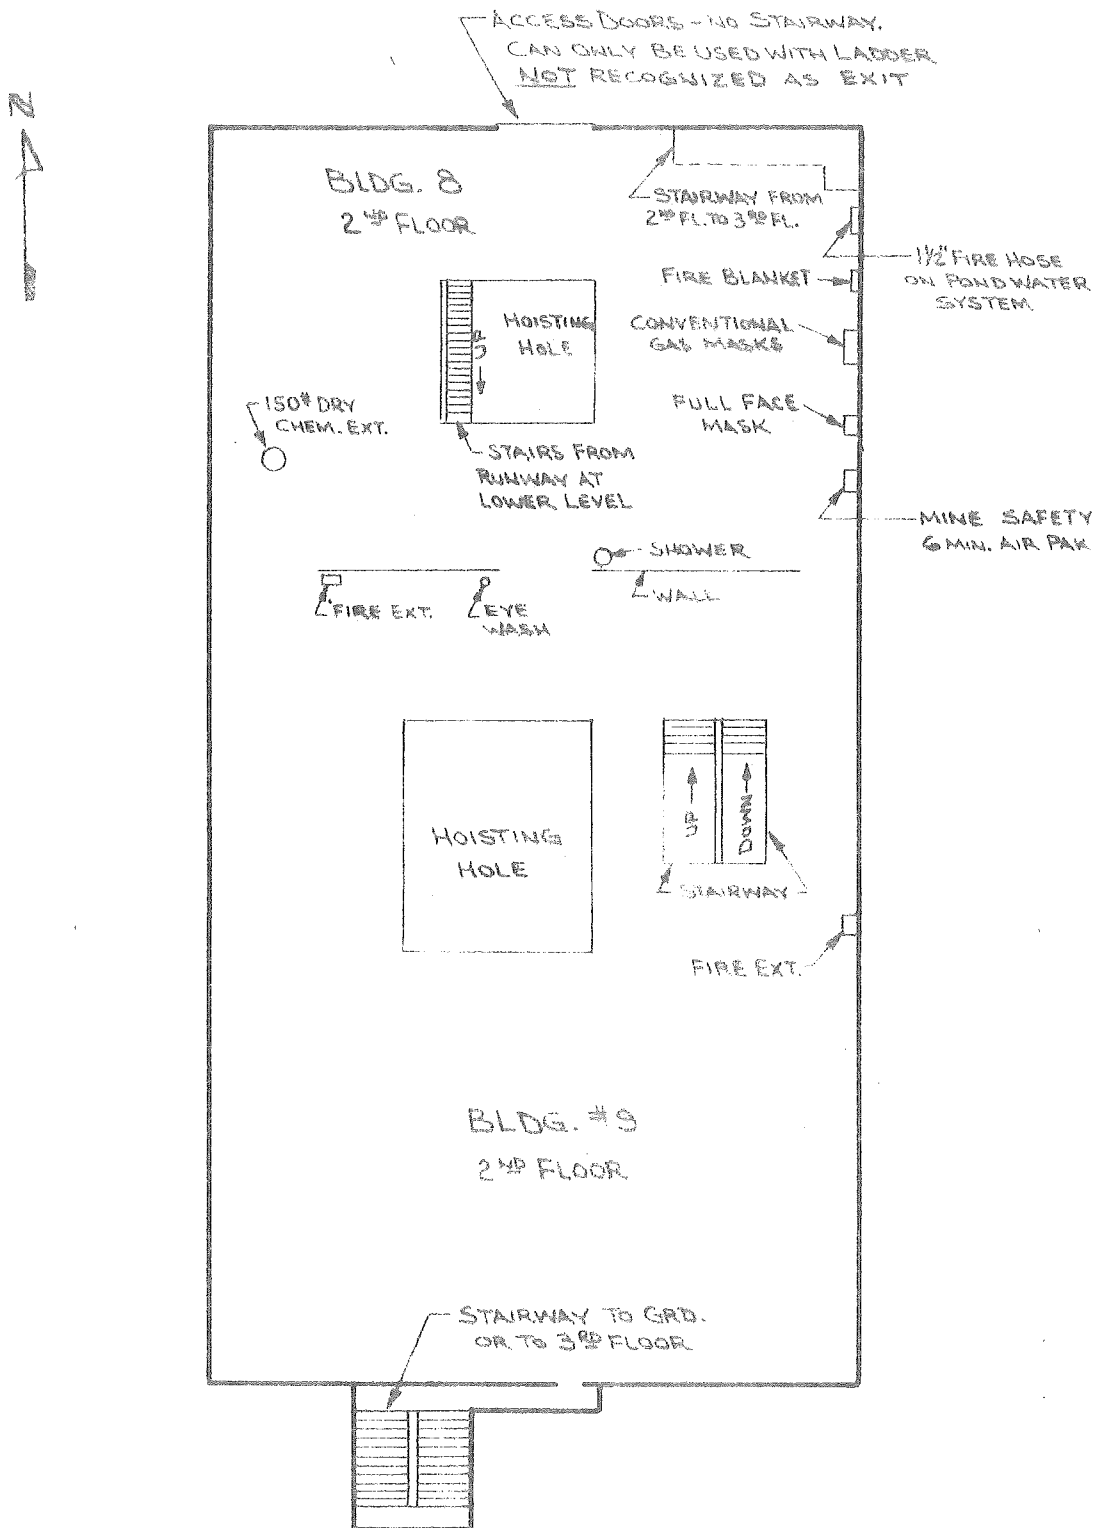 ACCESS DOORS - NO STAIRWAY.
CAN ONLY BE USED WITH LADDER
NOT RECOGNIZED AS EXIT
N
BLDG. 8
2ND FLOOR
STAIRWAY FROM
2ND FL. TO 3RD FL.
1½" FIRE HOSE
ON POND WATER
SYSTEM
FIRE BLANKET
HOISTING
HOLE
UP
CONVENTIONAL
GAS MASKS
150# DRY
CHEM. EXT.
FULL FACE
MASK
STAIRS FROM
RUNWAY AT
LOWER LEVEL
MINE SAFETY
6 MIN. AIR PAK
SHOWER
WALL
FIRE EXT.
EYE
WASH
HOISTING
HOLE
UP
DOWN
STAIRWAY
FIRE EXT.
BLDG. #9
2ND FLOOR
STAIRWAY TO GRD.
OR TO 3RD FLOOR